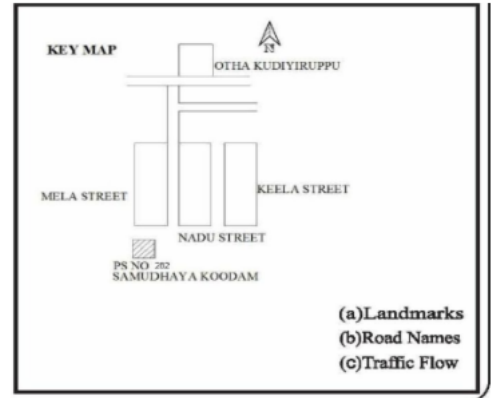 KEY MAP
N
OTHA KUDIYIRUPPU
MELA STREET
KEELA STREET
NADU STREET
PS NO 262
SAMUDHAYA KOODAM
(a)Landmarks
(b)Road Names
(c)Traffic Flow